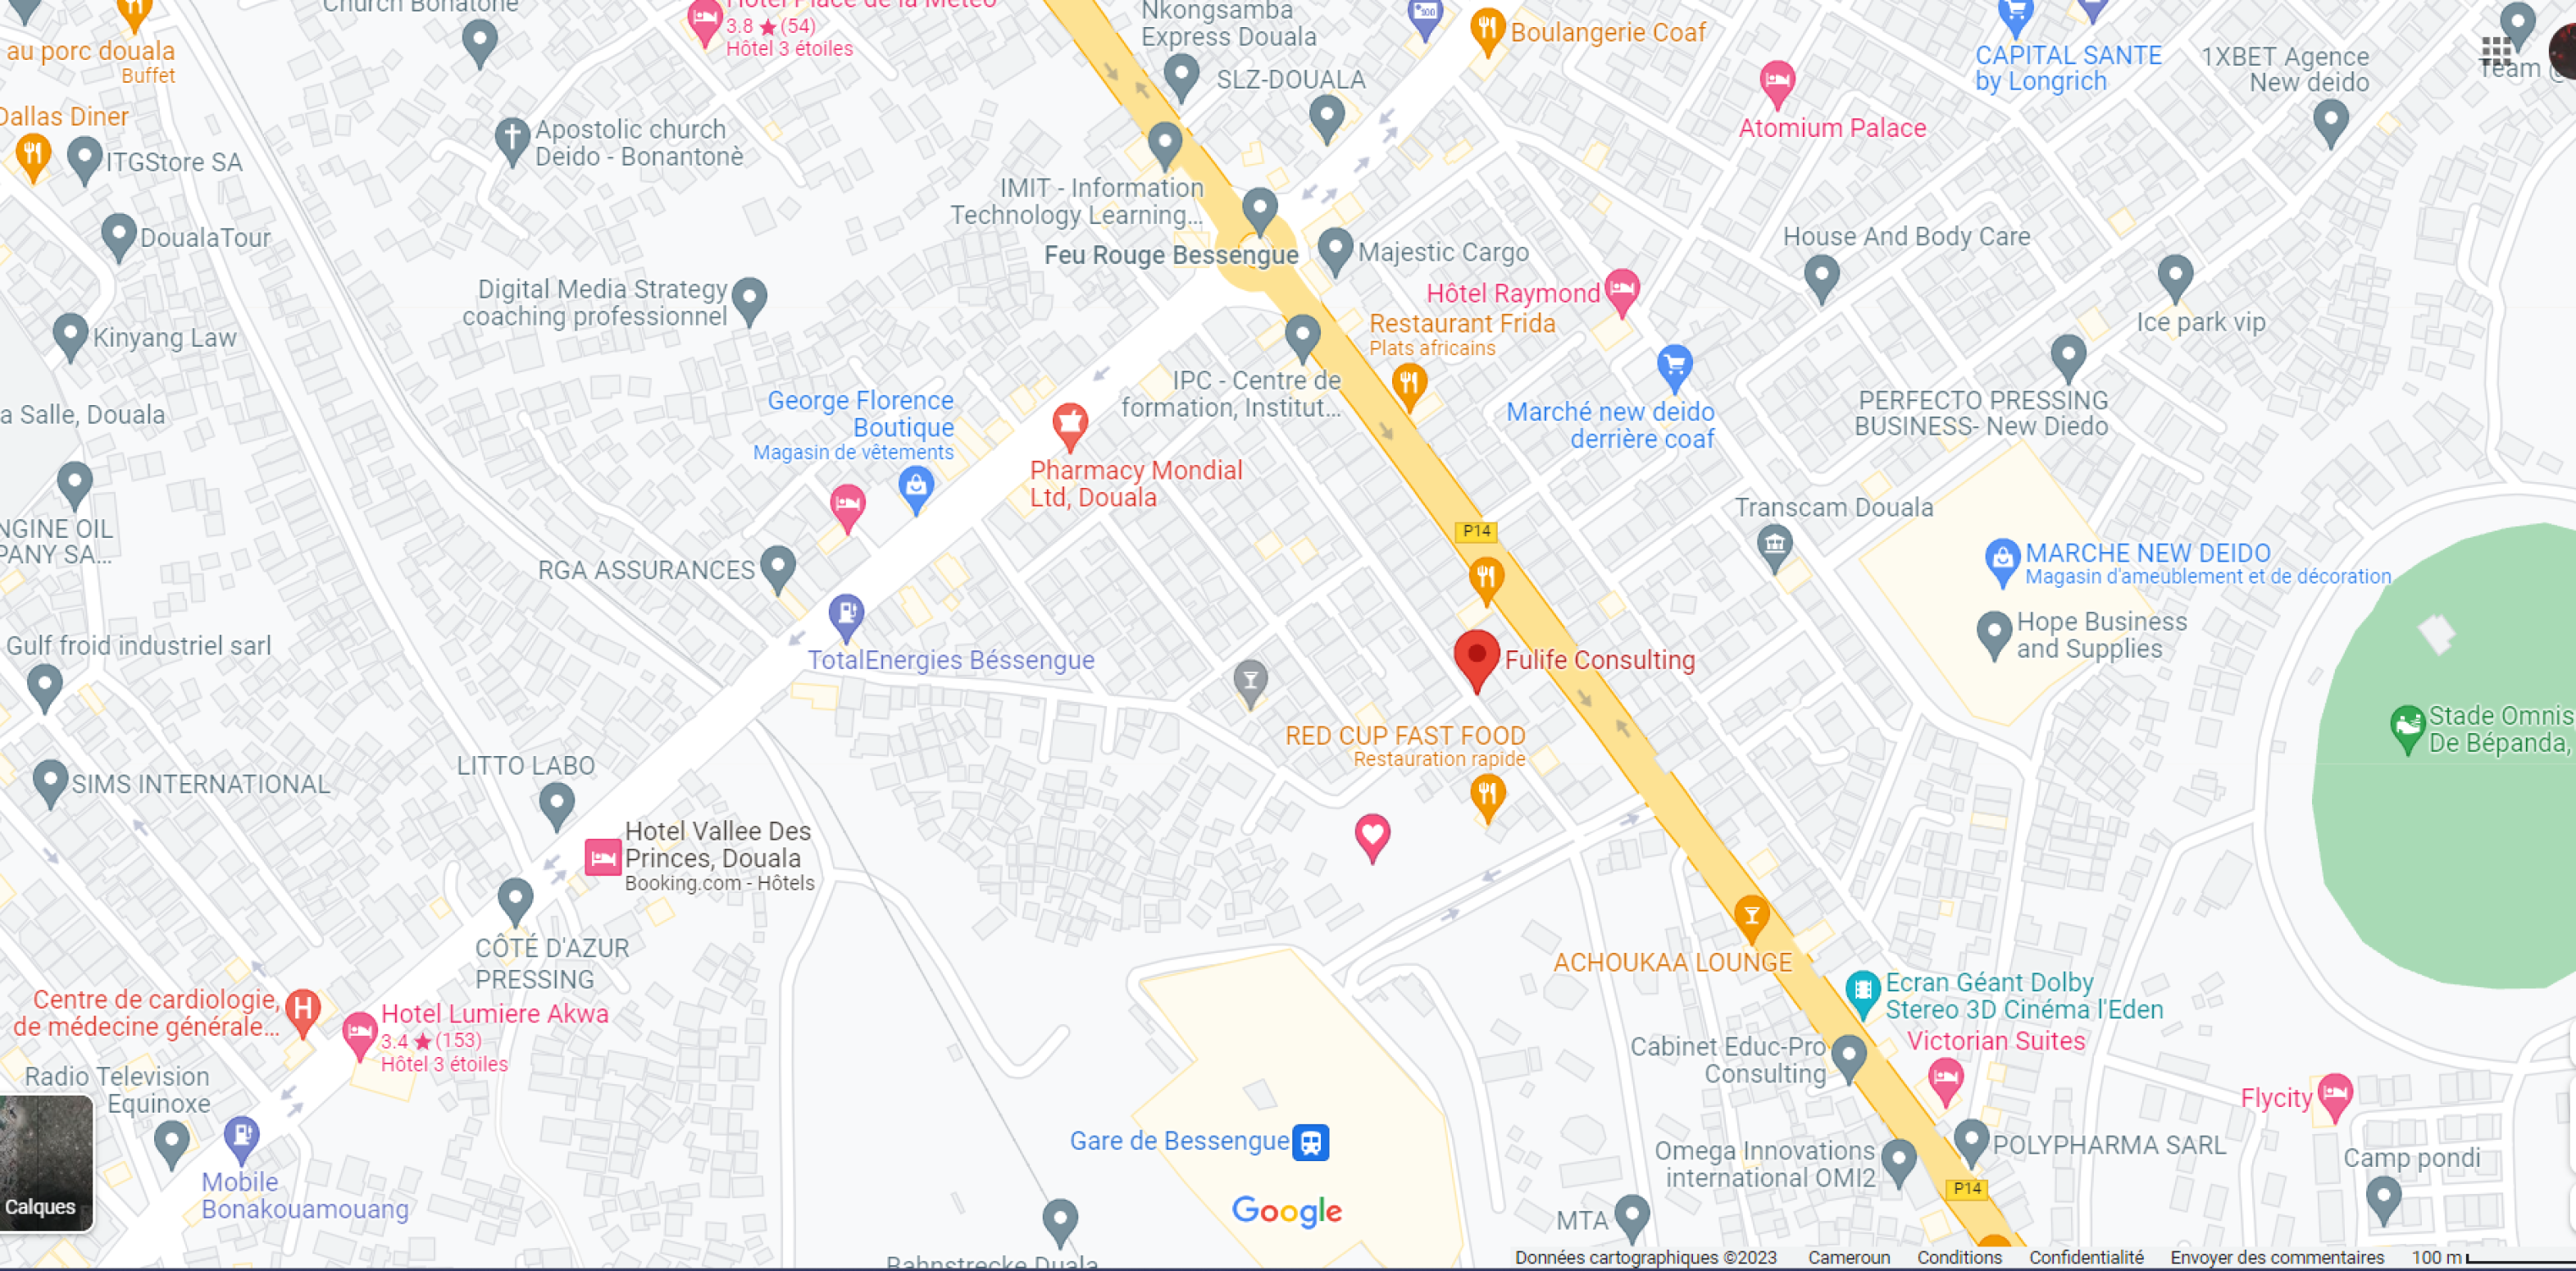 Church Bonatone
Hotel Place de la Meteo
3.8 ★ (54)
Hôtel 3 étoiles
Nkongsamba
Express Douala
Boulangerie Coaf
CAPITAL SANTE
by Longrich
1XBET Agence
New deido
Team
au porc douala
Buffet
SLZ-DOUALA
Atomium Palace
Dallas Diner
ITGStore SA
Apostolic church
Deido - Bonantonè
IMIT - Information
Technology Learning...
DoualaTour
Feu Rouge Bessengue
Majestic Cargo
House And Body Care
Digital Media Strategy
coaching professionnel
Hôtel Raymond
Restaurant Frida
Plats africains
Ice park vip
Kinyang Law
IPC - Centre de
formation, Institut...
George Florence
Boutique
Magasin de vêtements
Marché new deido
derrière coaf
PERFECTO PRESSING
BUSINESS- New Diedo
a Salle, Douala
Pharmacy Mondial
Ltd, Douala
Transcam Douala
NGINE OIL
PANY SA...
P14
RGA ASSURANCES
MARCHE NEW DEIDO
Magasin d'ameublement et de décoration
Hope Business
and Supplies
Gulf froid industriel sarl
TotalEnergies Béssengue
Fulife Consulting
Stade Omnis
De Bépanda,
RED CUP FAST FOOD
Restauration rapide
LITTO LABO
SIMS INTERNATIONAL
Hotel Vallee Des
Princes, Douala
Booking.com - Hôtels
CÔTÉ D'AZUR
PRESSING
ACHOUKAA LOUNGE
Ecran Géant Dolby
Stereo 3D Cinéma l'Eden
Centre de cardiologie,
de médecine générale...
H
Hotel Lumiere Akwa
3.4 ★ (153)
Hôtel 3 étoiles
Cabinet Educ-Pro
Consulting
Victorian Suites
Radio Television
Equinoxe
Flycity
Gare de Bessengue
Omega Innovations
international OMI2
POLYPHARMA SARL
Camp pondi
Mobile
Bonakouamouang
P14
Calques
Google
MTA
Bahnstrecke Duala
Données cartographiques ©2023 Cameroun Conditions Confidentialité Envoyer des commentaires 100 m